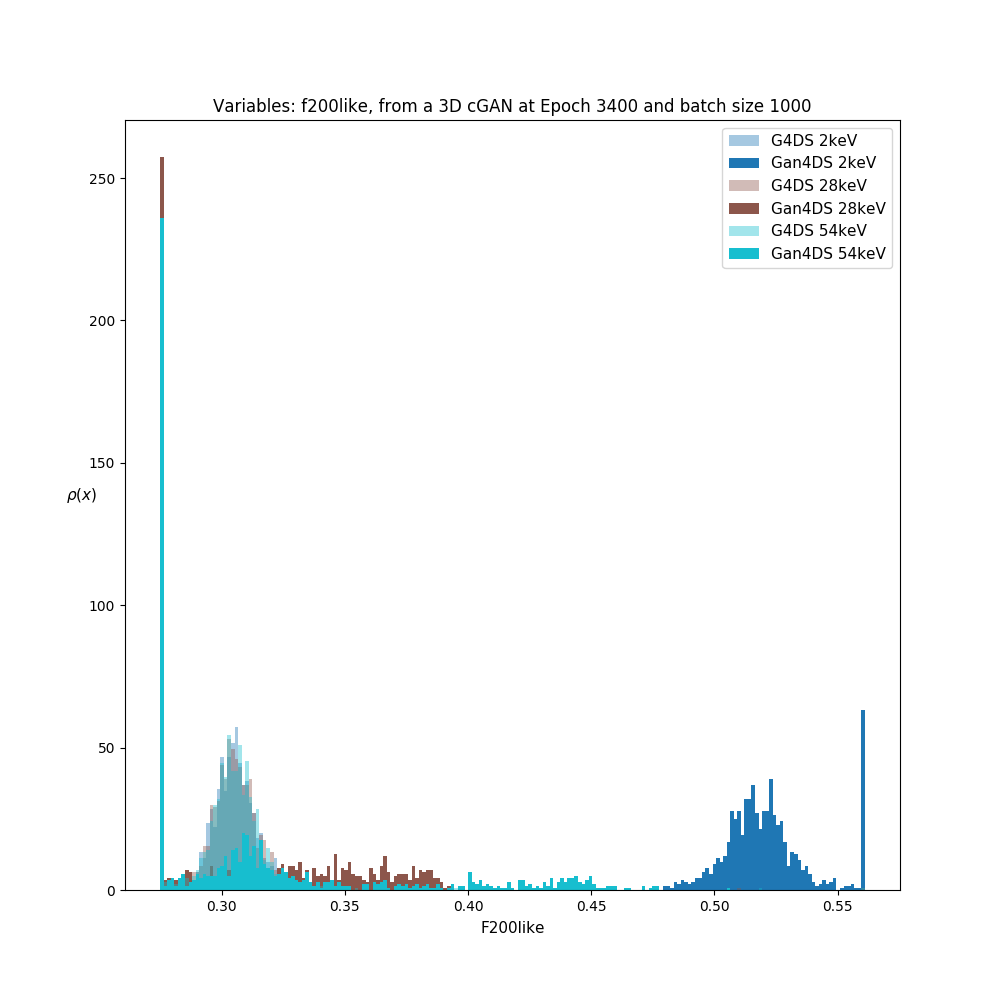 Variables: f200like, from a 3D cGAN at Epoch 3400 and batch size 1000
G4DS 2keV
Gan4DS 2keV
G4DS 28keV
Gan4DS 28keV
G4DS 54keV
Gan4DS 54keV
250
200
150
ρ(x)
100
50
0
0.30 0.35 0.40 0.45 0.50 0.55
F200like